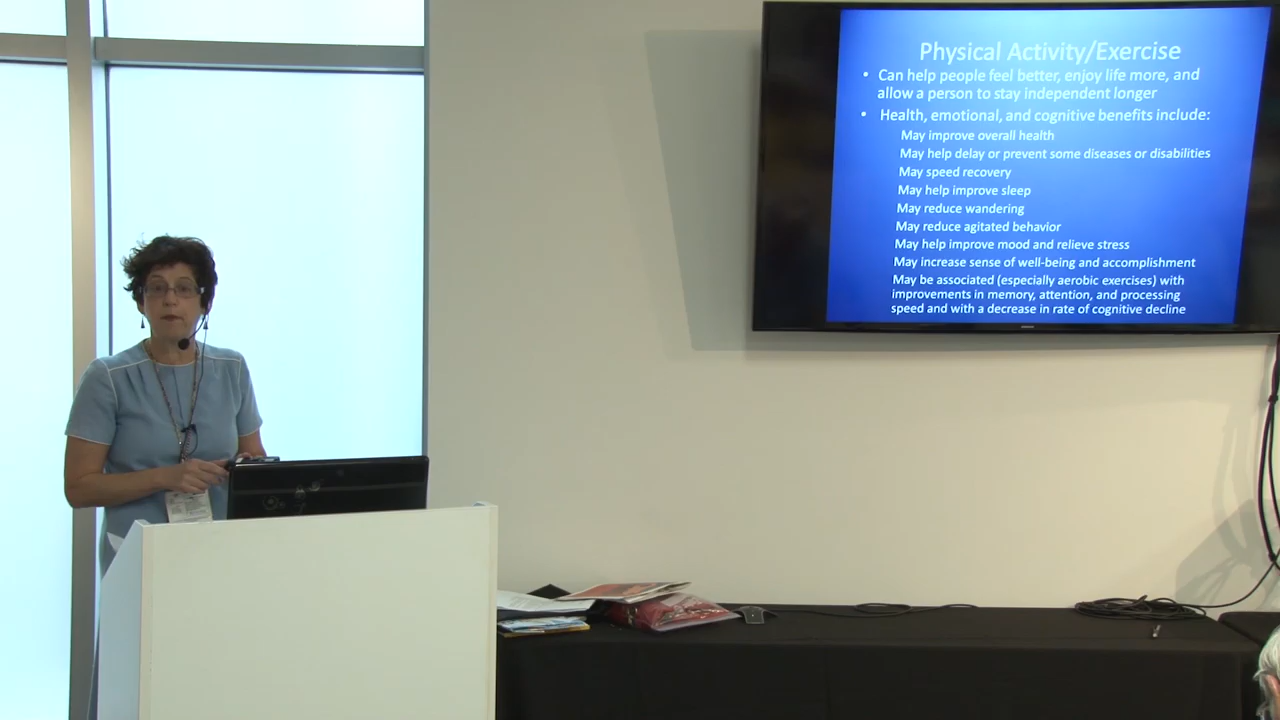 Physical Activity/Exercise
• Can help people feel better, enjoy life more, and
allow a person to stay independent longer
• Health, emotional, and cognitive benefits include:
May improve overall health
May help delay or prevent some diseases or disabilities
May speed recovery
May help improve sleep
May reduce wandering
May reduce agitated behavior
May help improve mood and relieve stress
May increase sense of well-being and accomplishment
May be associated (especially aerobic exercises) with
improvements in memory, attention, and processing
speed and with a decrease in rate of cognitive decline